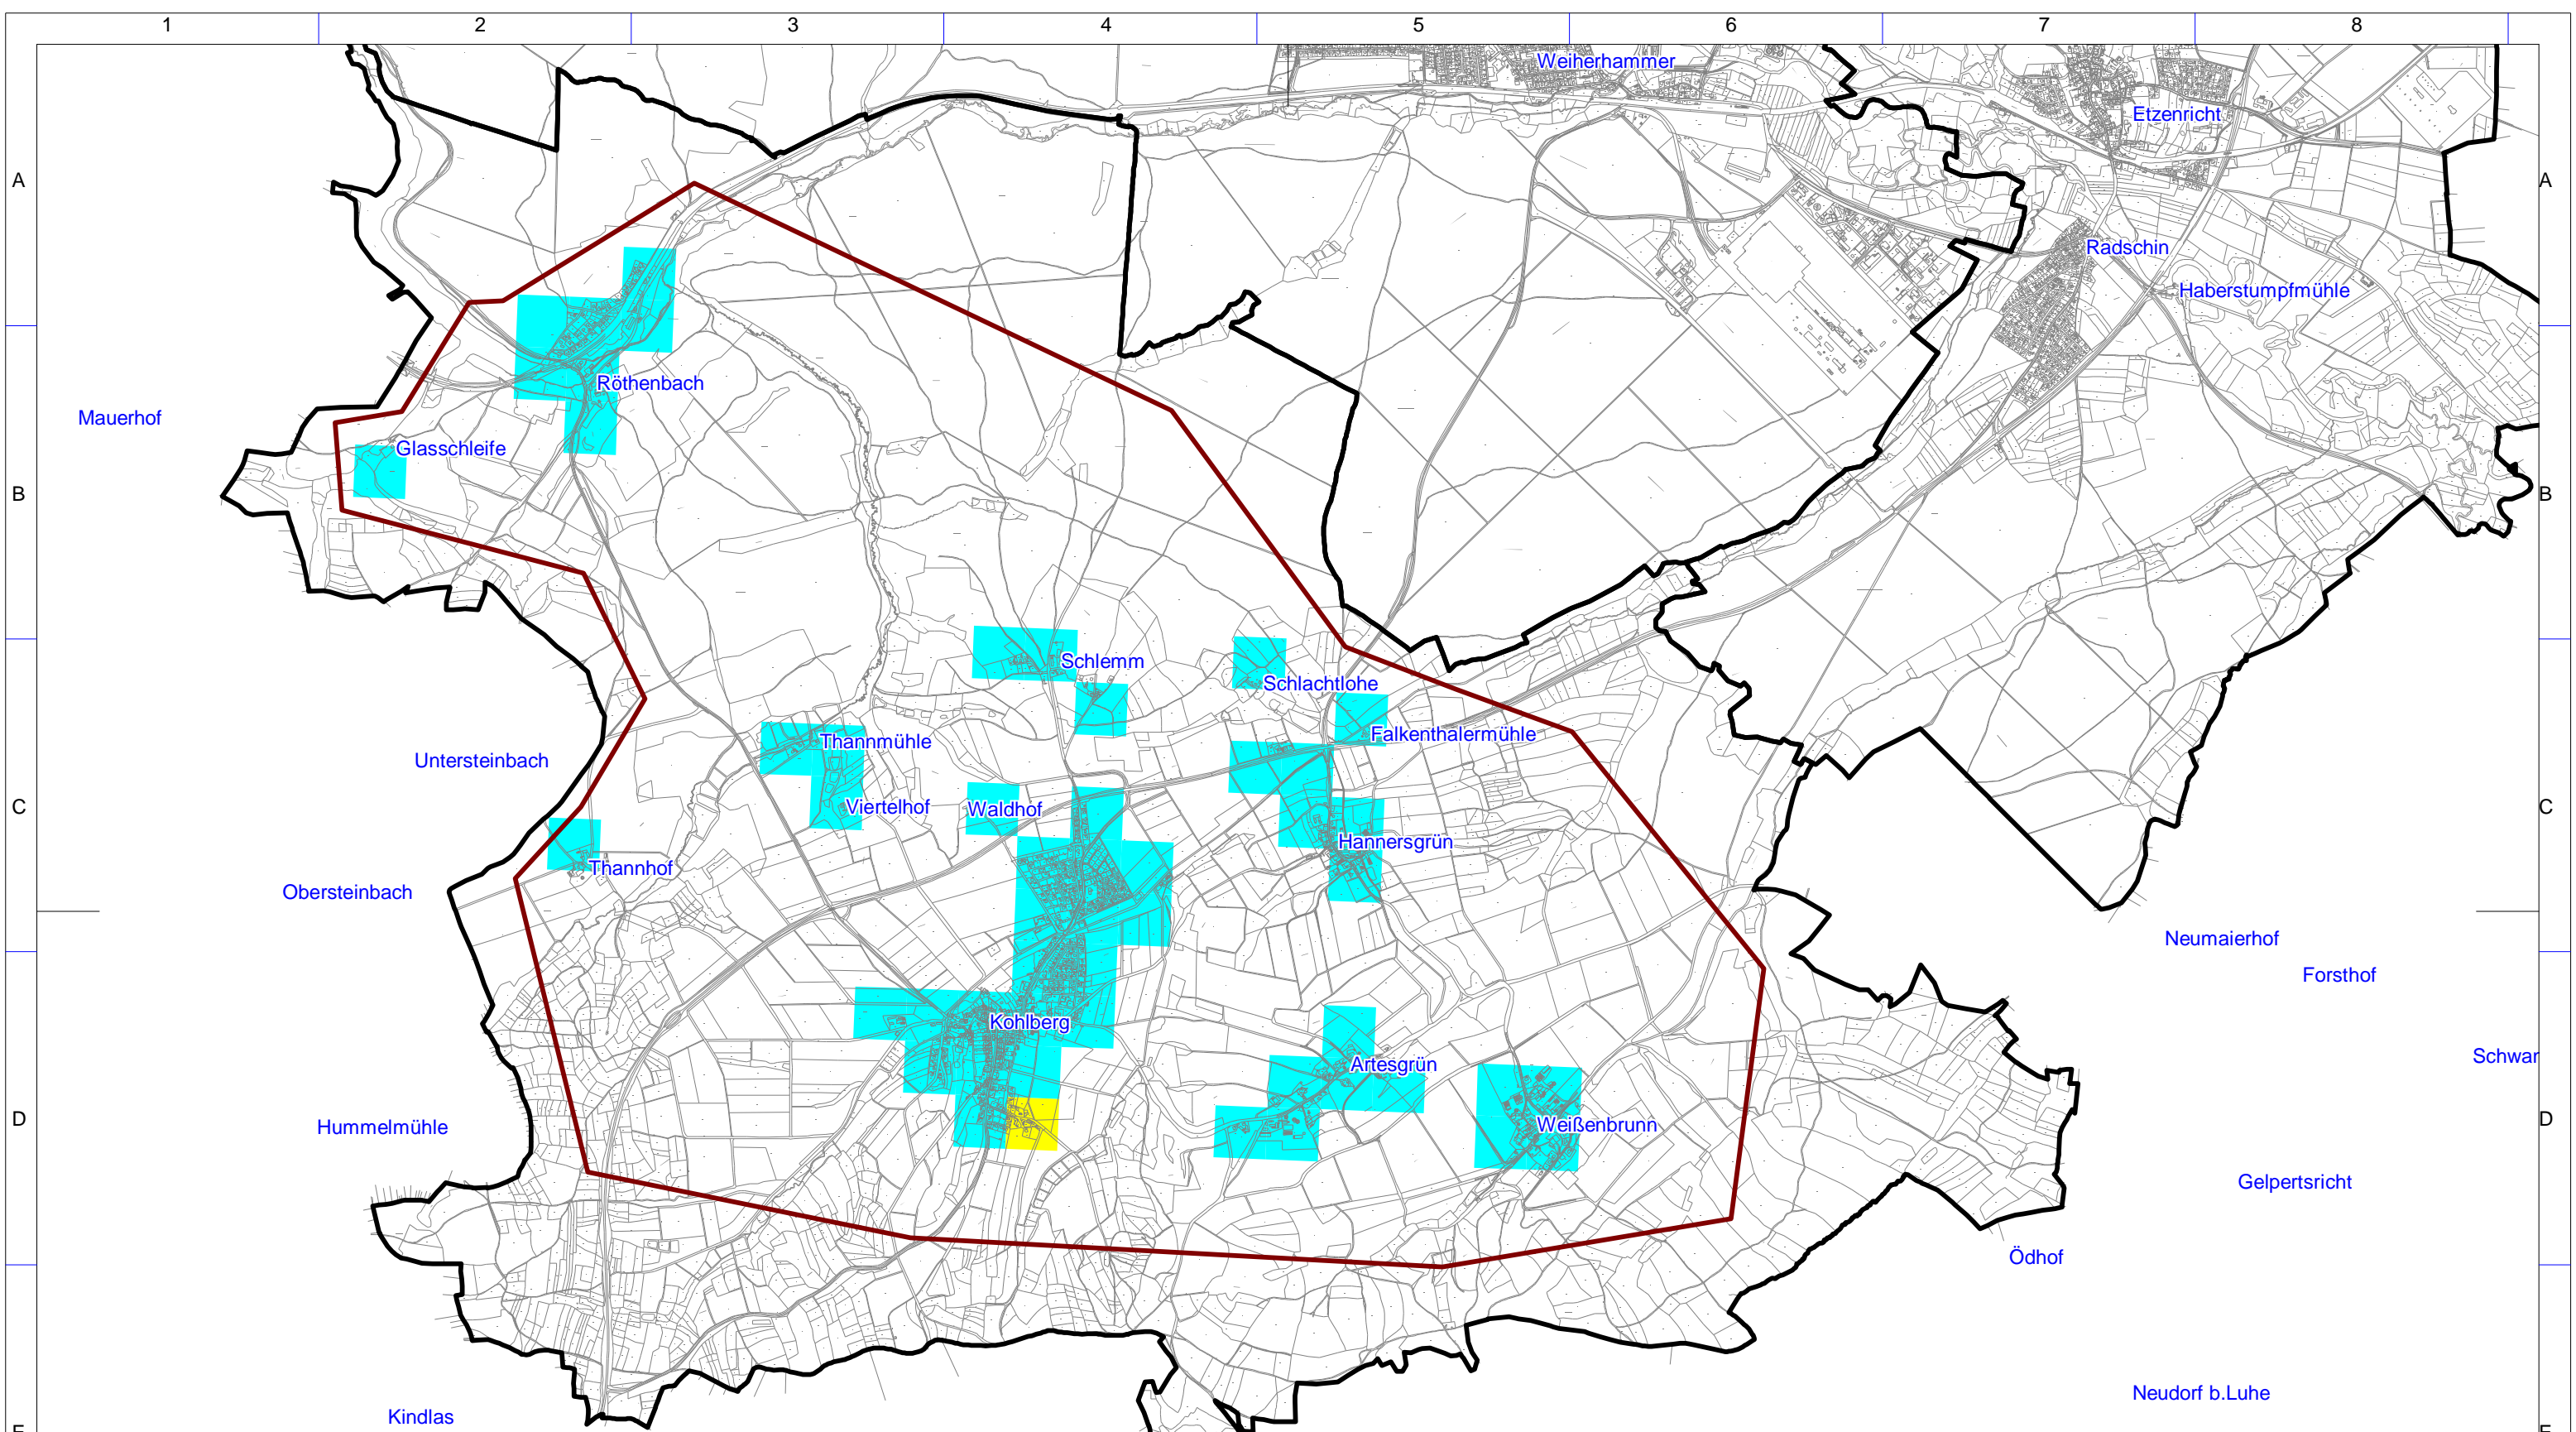 1 2 3 4 5 6 7 8
Weiherhammer
Etzenricht
A A
Radschin
Haberstumpfmühle
Röthenbach
Mauerhof
Glasschleife
B B
Schlemm
Schlachtlohe
Falkenthalermühle
Thannmühle
Untersteinbach
Viertelhof
Waldhof
C C
Hannersgrün
Thannhof
Obersteinbach
Neumaierhof
Forsthof
Kohlberg
Schwar
Artesgrün
D D
Hummelmühle
Weißenbrunn
Gelpertsricht
Ödhof
Neudorf b.Luhe
Kindlas